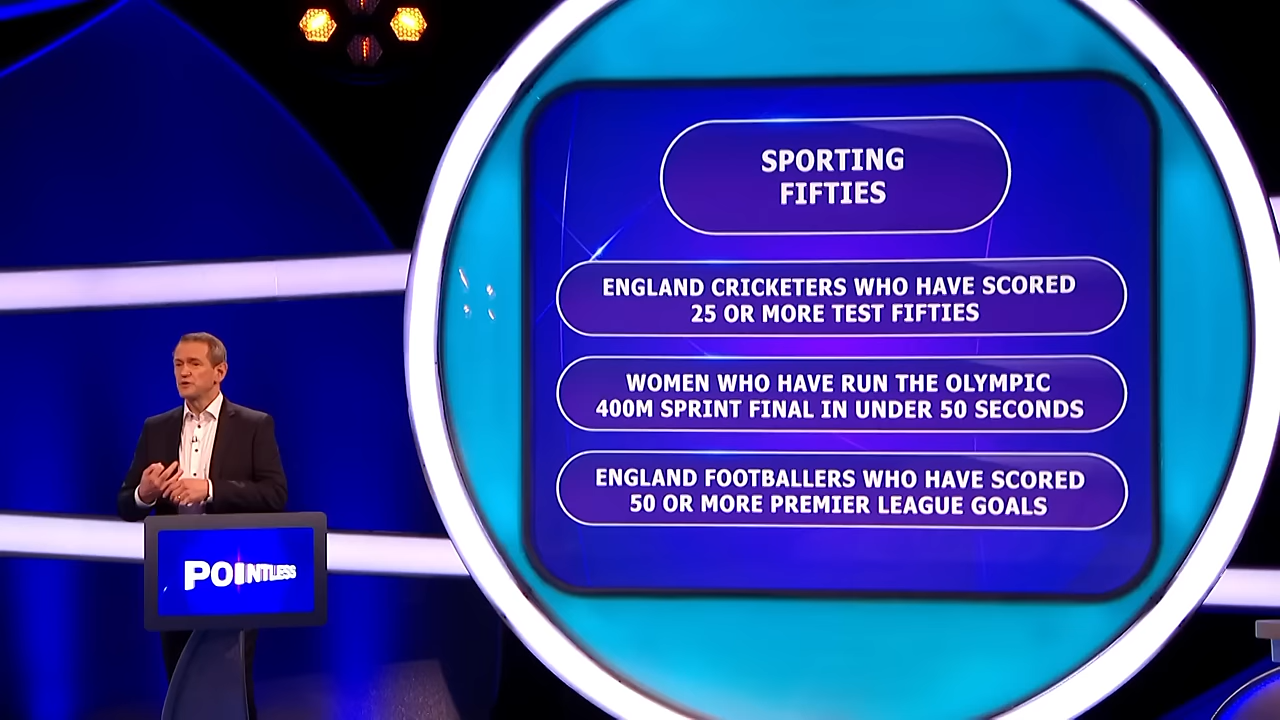 SPORTING
FIFTIES
ENGLAND CRICKETERS WHO HAVE SCORED
25 OR MORE TEST FIFTIES
WOMEN WHO HAVE RUN THE OLYMPIC
400M SPRINT FINAL IN UNDER 50 SECONDS
ENGLAND FOOTBALLERS WHO HAVE SCORED
50 OR MORE PREMIER LEAGUE GOALS
POINTLESS